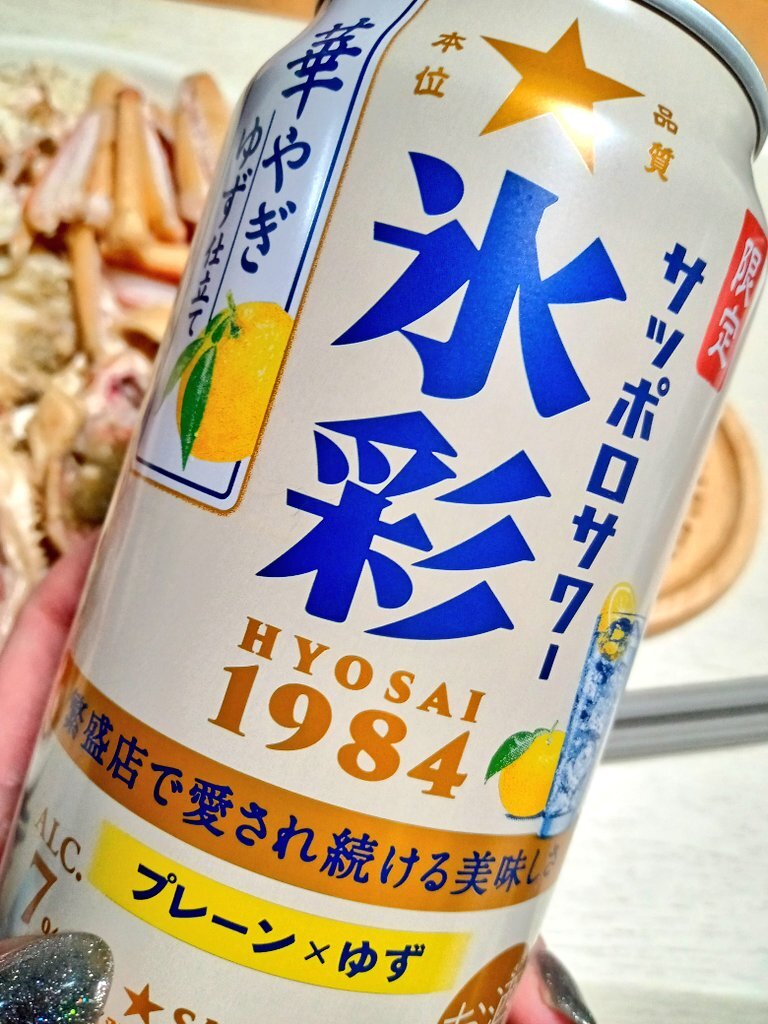 華やぎ
ゆず仕立て
本位
品質
限定
サッポロサワー
氷彩
HYOSAI
1984
繁盛店で愛され続ける美味しさ
ALC.
7%
プレーン×ゆず